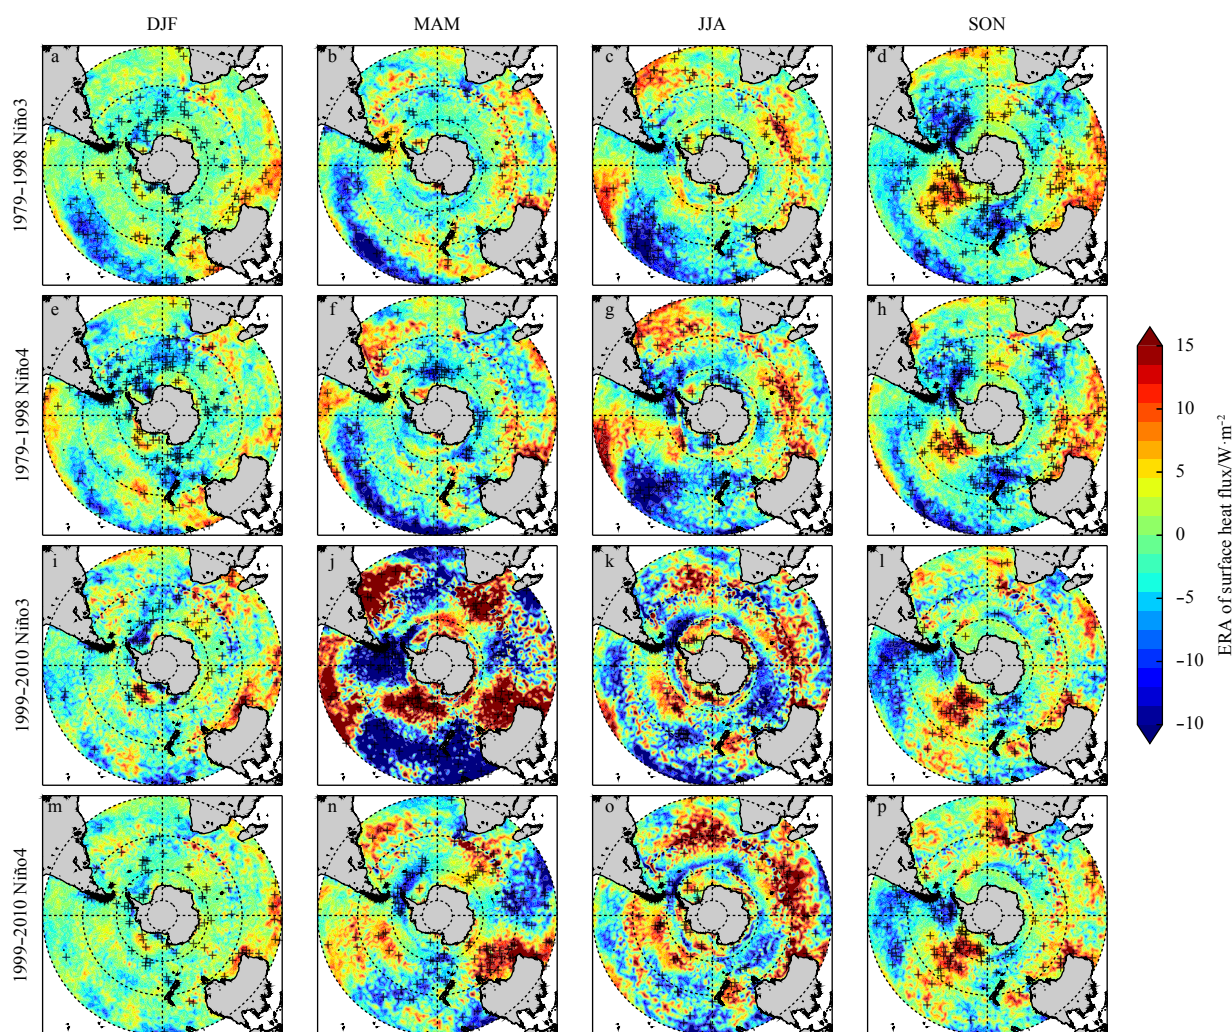 DJF MAM JJA SON
a b c d
1979–1998 Niño3
e f g h
1979–1998 Niño4
i j k l
1999–2010 Niño3
m n o p
1999–2010 Niño4
15
10
5
0
−5
−10
−10
ERA of surface heat flux/W·m−2